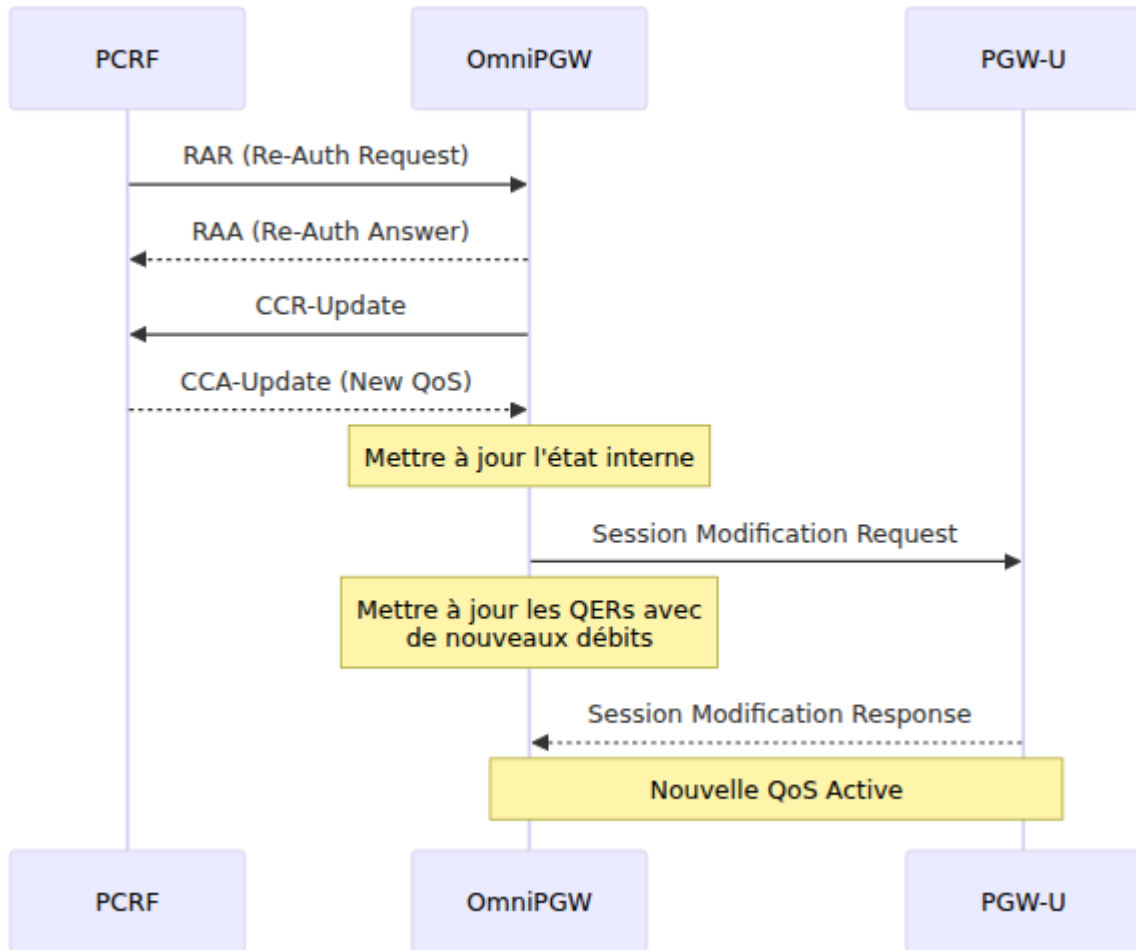 PCRF
OmniPGW
PGW-U
RAR (Re-Auth Request)
RAA (Re-Auth Answer)
CCR-Update
CCA-Update (New QoS)
Mettre à jour l'état interne
Session Modification Request
Mettre à jour les QERs avec
de nouveaux débits
Session Modification Response
Nouvelle QoS Active
PCRF
OmniPGW
PGW-U